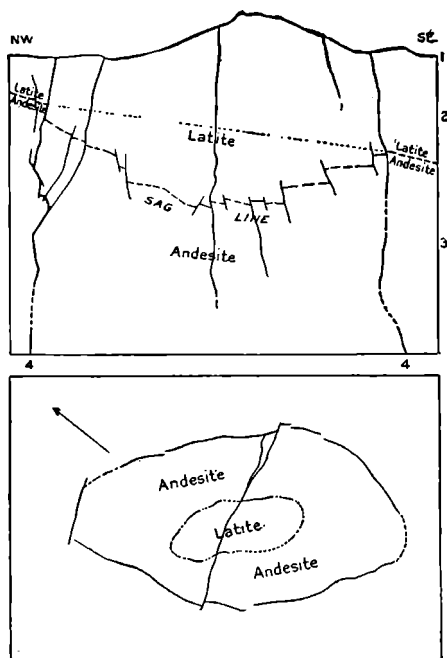 NW
SE
1
Latite
Andesite
2
Latite
Latite
Andesite
SAG
LINE
3
Andesite
4
4
Andesite
Latite
Andesite